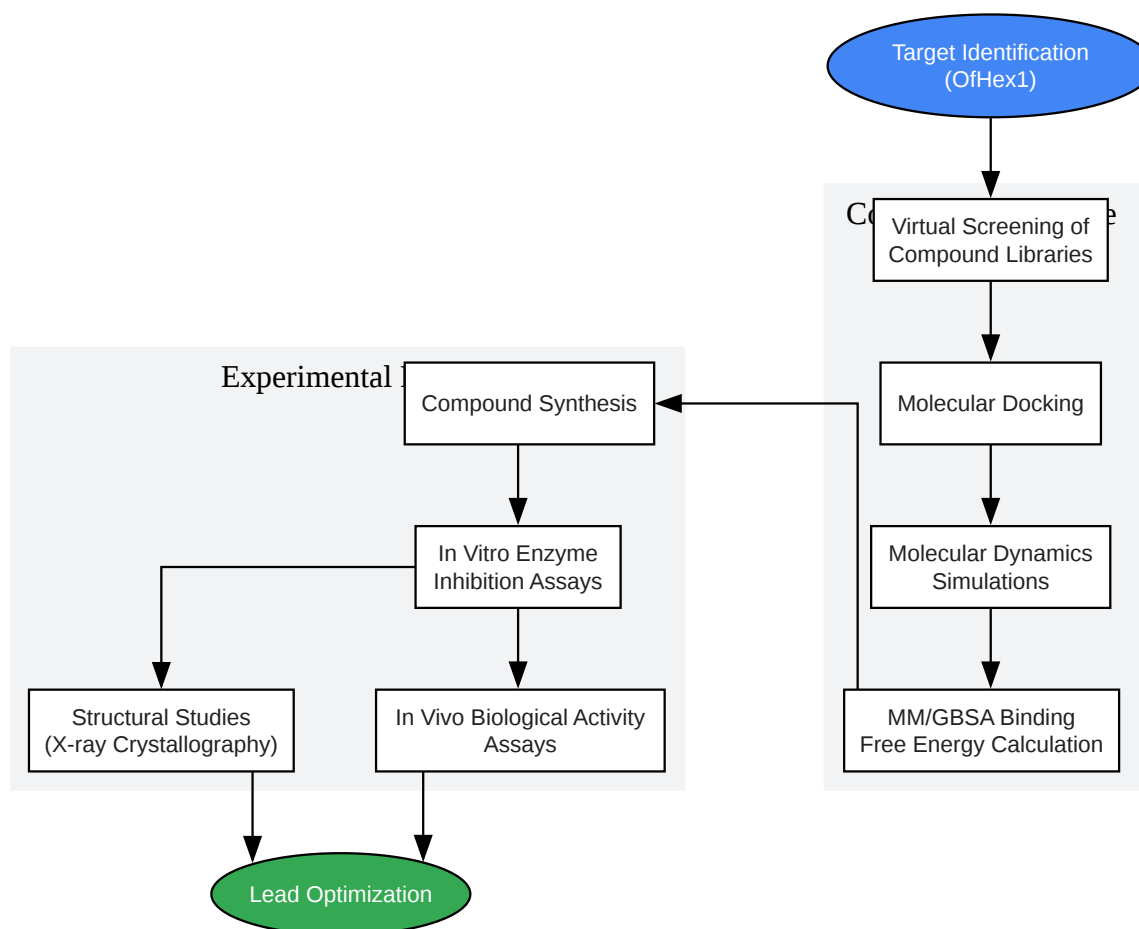 Target Identification
(OfHex1)
Virtual Screening of
Compound Libraries
Molecular Docking
Molecular Dynamics
Simulations
MM/GBSA Binding
Free Energy Calculation
Experimental
Compound Synthesis
In Vitro Enzyme
Inhibition Assays
Structural Studies
(X-ray Crystallography)
In Vivo Biological Activity
Assays
Lead Optimization